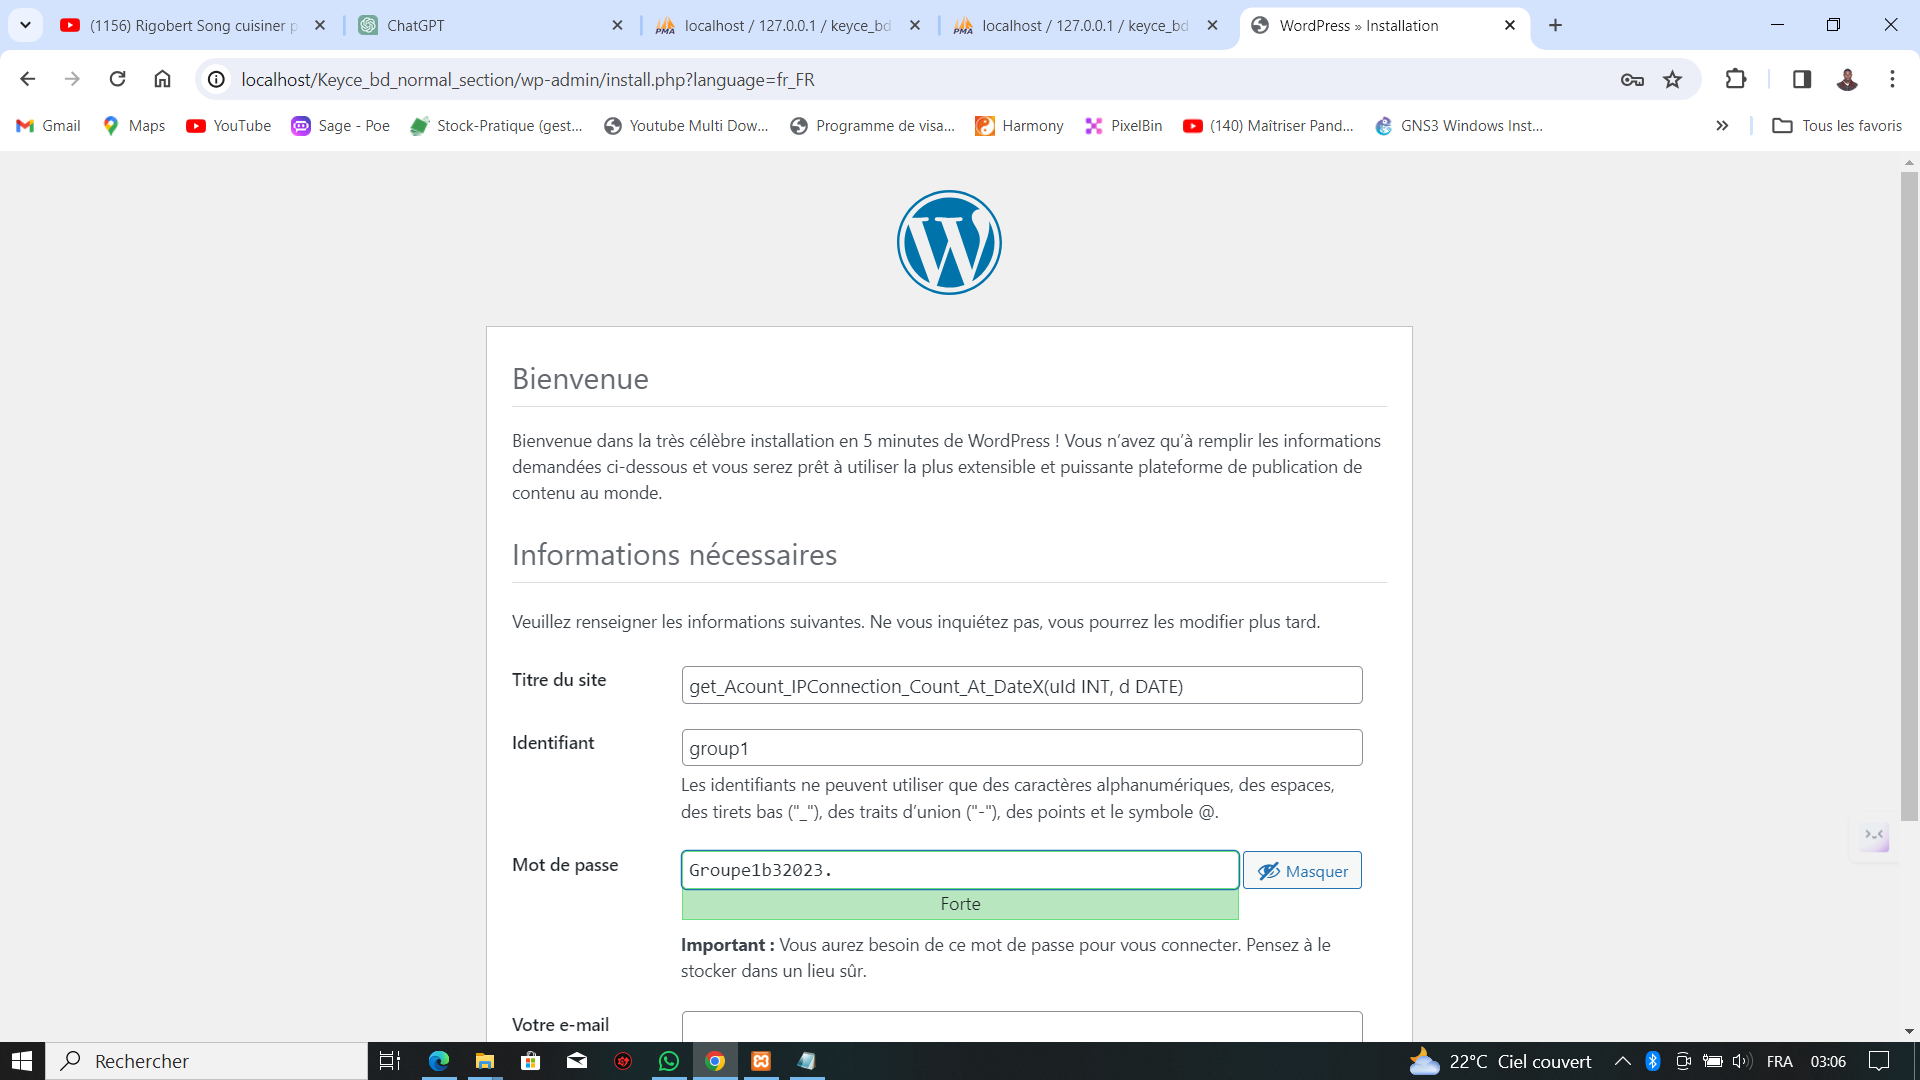 (1156) Rigobert Song cuisiner p
ChatGPT
localhost / 127.0.0.1 / keyce_bd
localhost / 127.0.0.1 / keyce_bd
WordPress » Installation
localhost/Keyce_bd_normal_section/wp-admin/install.php?language=fr_FR
Gmail
Maps
YouTube
Sage - Poe
Stock-Pratique (gest...
Youtube Multi Dow...
Programme de visa...
Harmony
PixelBin
(140) Maîtriser Pand...
GNS3 Windows Inst...
Tous les favoris
Bienvenue
Bienvenue dans la très célèbre installation en 5 minutes de WordPress ! Vous n’avez qu’à remplir les informations
demandées ci-dessous et vous serez prêt à utiliser la plus extensible et puissante plateforme de publication de
contenu au monde.
Informations nécessaires
Veuillez renseigner les informations suivantes. Ne vous inquiétez pas, vous pourrez les modifier plus tard.
Titre du site
get_Acount_IPConnection_Count_At_DateX(uId INT, d DATE)
Identifiant
group1
Les identifiants ne peuvent utiliser que des caractères alphanumériques, des espaces,
des tirets bas ("_"), des traits d’union ("-"), des points et le symbole @.
Mot de passe
Groupe1b32023.
Masquer
Forte
Important : Vous aurez besoin de ce mot de passe pour vous connecter. Pensez à le
stocker dans un lieu sûr.
Votre e-mail
Rechercher
22°C Ciel couvert
FRA
03:06